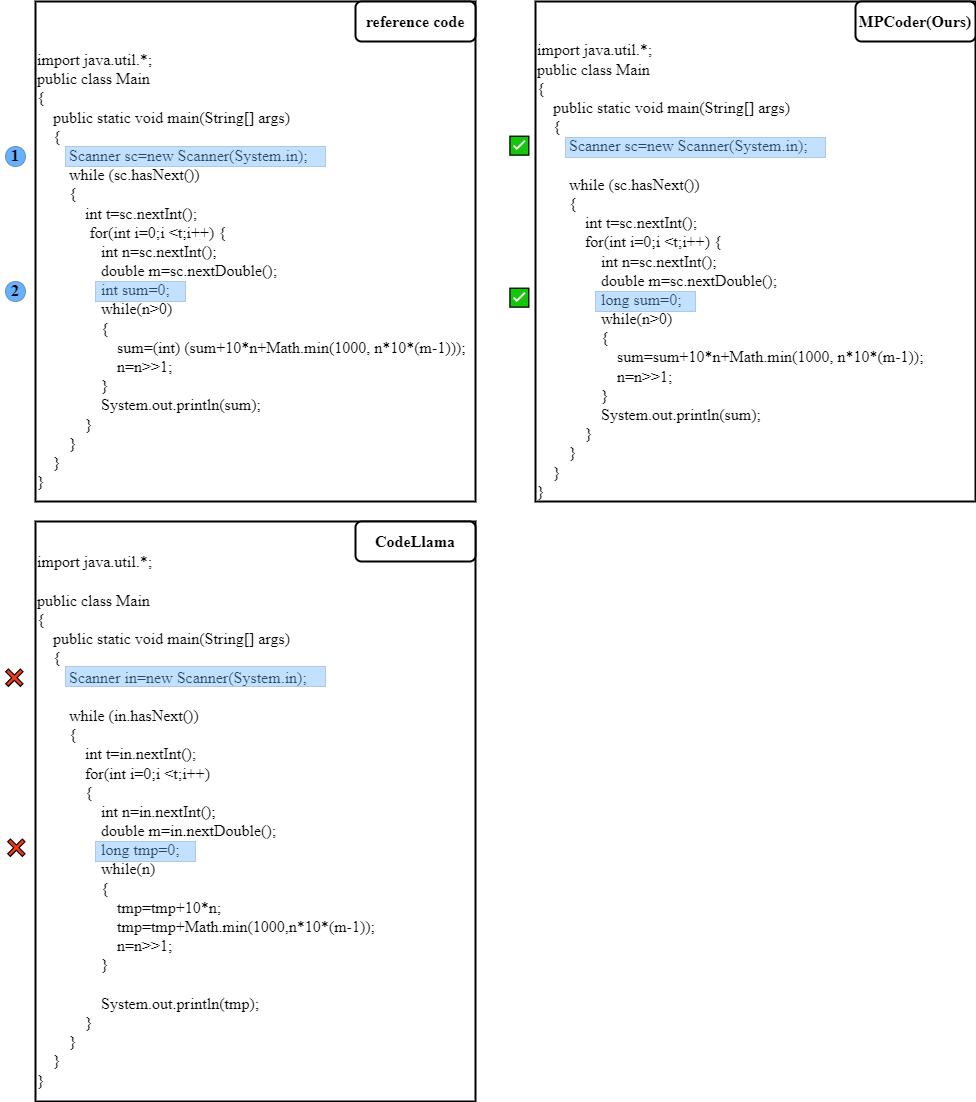 reference code
import java.util.*;
public class Main
{
public static void main(String[] args)
{
1
Scanner sc=new Scanner(System.in);
while (sc.hasNext())
{
int t=sc.nextInt();
for(int i=0;i <t;i++) {
int n=sc.nextInt();
double m=sc.nextDouble();
2
int sum=0;
while(n>0)
{
sum=(int) (sum+10*n+Math.min(1000, n*10*(m-1)));
n=n>>1;
}
System.out.println(sum);
}
}
}
}
MPCoder(Ours)
import java.util.*;
public class Main
{
public static void main(String[] args)
{
Scanner sc=new Scanner(System.in);
while (sc.hasNext())
{
int t=sc.nextInt();
for(int i=0;i <t;i++) {
int n=sc.nextInt();
double m=sc.nextDouble();
long sum=0;
while(n>0)
{
sum=sum+10*n+Math.min(1000, n*10*(m-1));
n=n>>1;
}
System.out.println(sum);
}
}
}
}
CodeLlama
import java.util.*;
public class Main
{
public static void main(String[] args)
{
Scanner in=new Scanner(System.in);
while (in.hasNext())
{
int t=in.nextInt();
for(int i=0;i <t;i++)
{
int n=in.nextInt();
double m=in.nextDouble();
long tmp=0;
while(n)
{
tmp=tmp+10*n;
tmp=tmp+Math.min(1000,n*10*(m-1));
n=n>>1;
}
System.out.println(tmp);
}
}
}
}